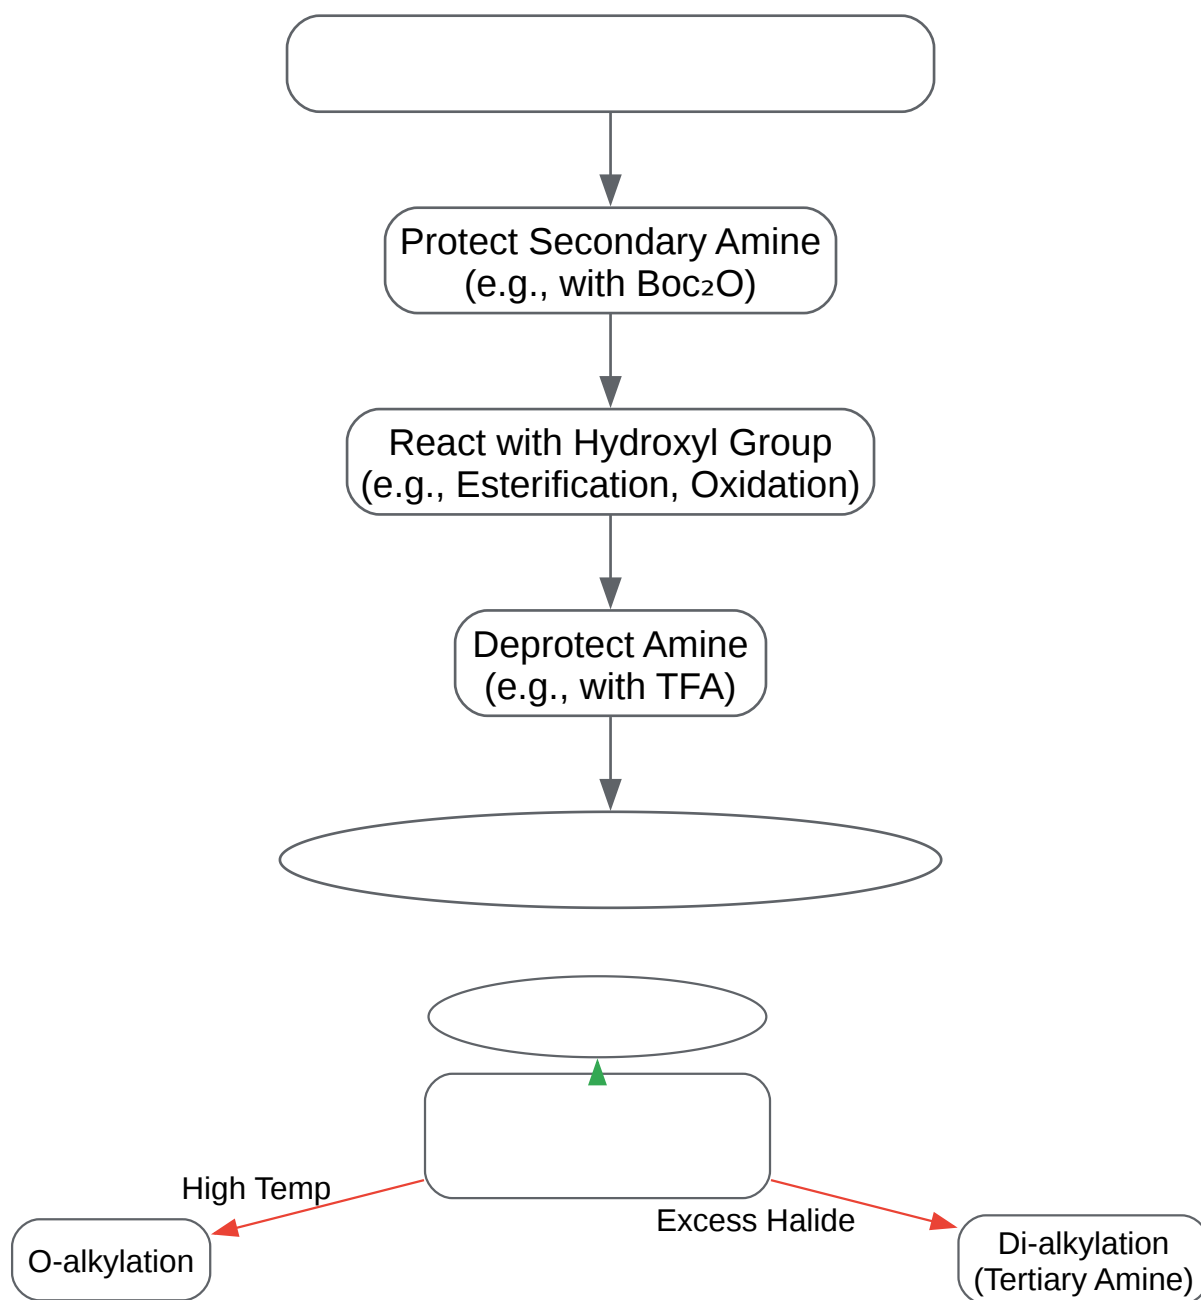 Protect Secondary Amine
(e.g., with Boc₂O)
React with Hydroxyl Group
(e.g., Esterification, Oxidation)
Deprotect Amine
(e.g., with TFA)
High Temp
Excess Halide
O-alkylation
Di-alkylation
(Tertiary Amine)